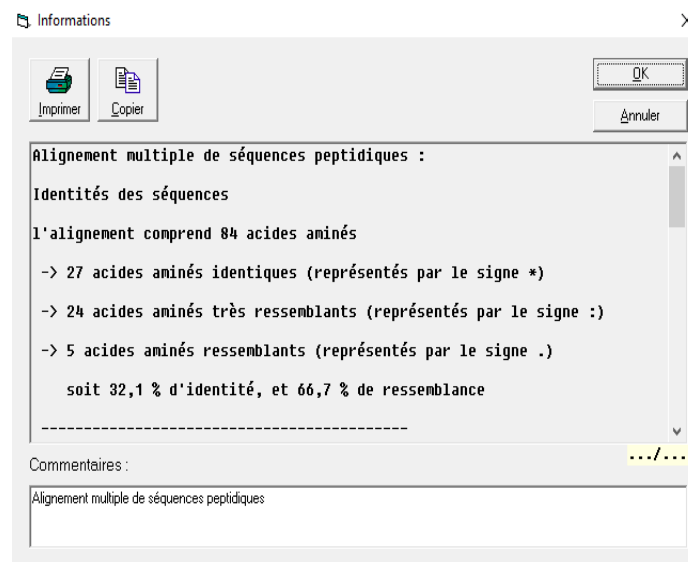 Informations
Imprimer
Copier
OK
Annuler
Alignement multiple de séquences peptidiques :
Identités des séquences
l'alignement comprend 84 acides aminés
-> 27 acides aminés identiques (représentés par le signe *)
-> 24 acides aminés très ressemblants (représentés par le signe :)
-> 5 acides aminés ressemblants (représentés par le signe .)
soit 32,1 % d'identité, et 66,7 % de ressemblance
------------------------------------------
.../...
Commentaires :
Alignement multiple de séquences peptidiques